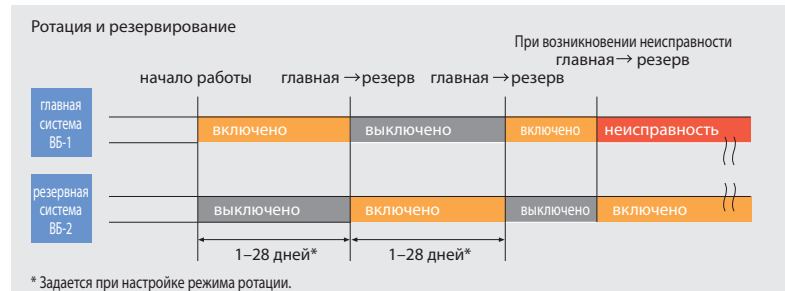 Ротация и резервирование
При возникновении неисправности
главная→ резерв
начало работы главная →резерв главная →резерв
главная
система
ВБ-1
включено выключено включено неисправность
резервная
система
ВБ-2
выключено включено выключено включено
1–28 дней* 1–28 дней*
* Задается при настройке режима ротации.